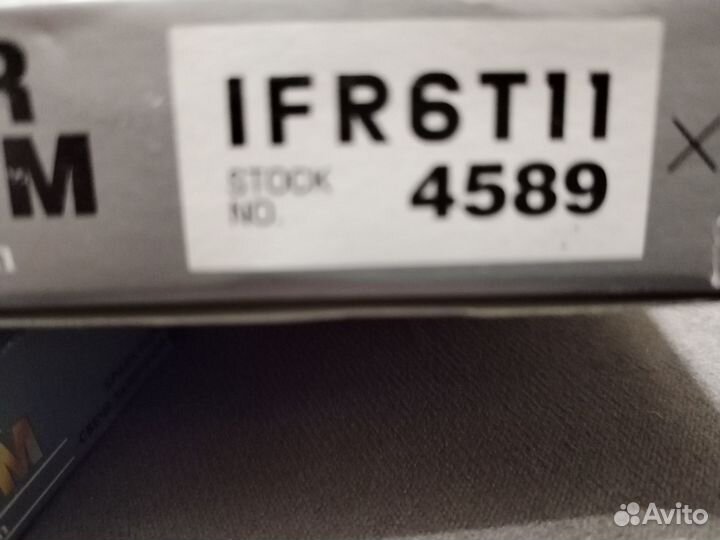 R
M
IFR6T11
STOCK
NO.
4589
X
M
Avito